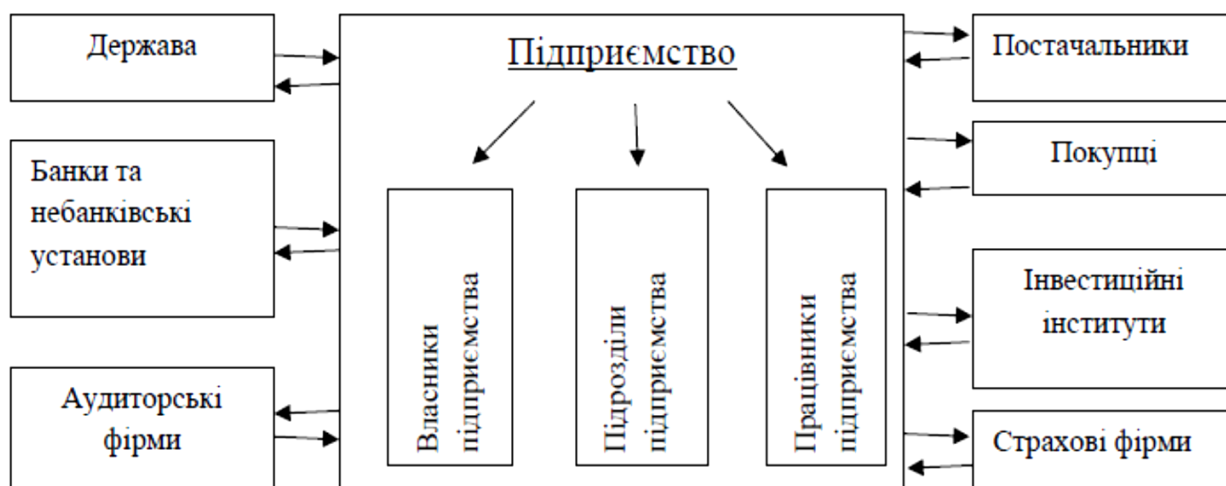 Держава
Банки та
небанківські
установи
Аудиторські
фірми
Підприємство
Власники
підприємства
Підрозділи
підприємства
Працівники
підприємства
Постачальники
Покупці
Інвестиційні
інститути
Страхові фірми